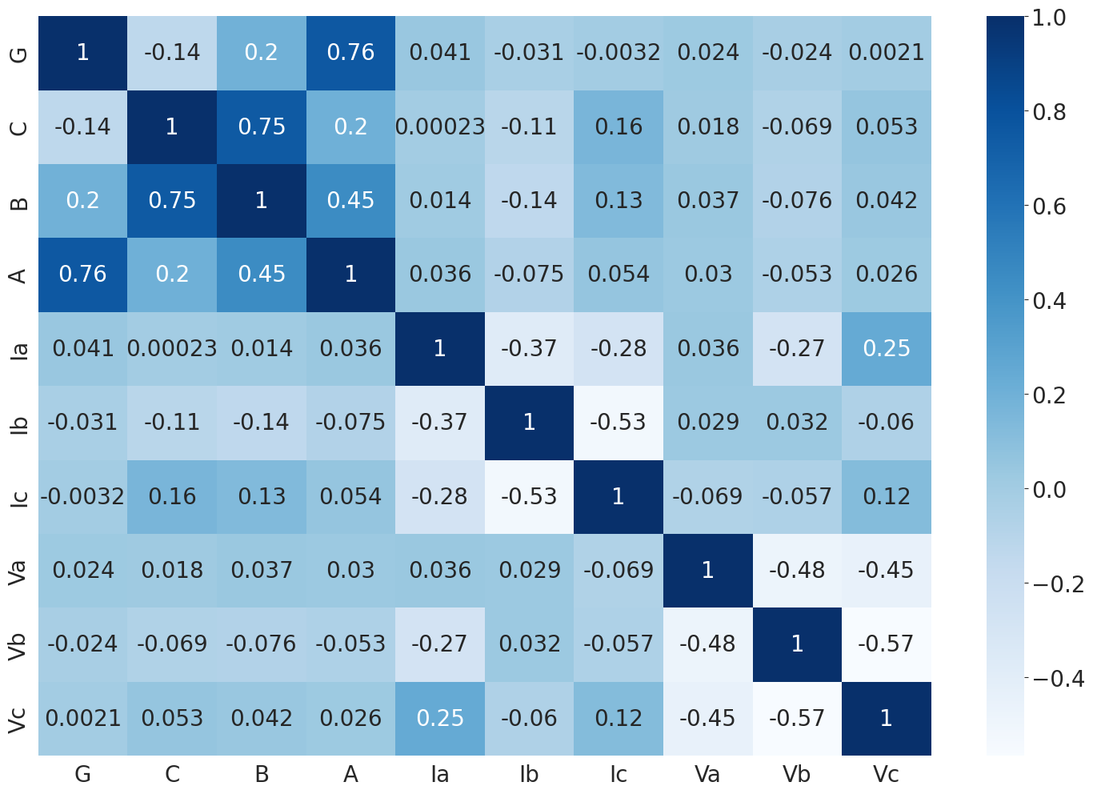 G 1 -0.14 0.2 0.76 0.041 -0.031 -0.0032 0.024 -0.024 0.0021
C -0.14 1 0.75 0.2 0.00023 -0.11 0.16 0.018 -0.069 0.053
B 0.2 0.75 1 0.45 0.014 -0.14 0.13 0.037 -0.076 0.042
A 0.76 0.2 0.45 1 0.036 -0.075 0.054 0.03 -0.053 0.026
Ia 0.041 0.00023 0.014 0.036 1 -0.37 -0.28 0.036 -0.27 0.25
Ib -0.031 -0.11 -0.14 -0.075 -0.37 1 -0.53 0.029 0.032 -0.06
Ic -0.0032 0.16 0.13 0.054 -0.28 -0.53 1 -0.069 -0.057 0.12
Va 0.024 0.018 0.037 0.03 0.036 0.029 -0.069 1 -0.48 -0.45
Vb -0.024 -0.069 -0.076 -0.053 -0.27 0.032 -0.057 -0.48 1 -0.57
Vc 0.0021 0.053 0.042 0.026 0.25 -0.06 0.12 -0.45 -0.57 1
G C B A Ia Ib Ic Va Vb Vc
1.0
0.8
0.6
0.4
0.2
0.0
−0.2
−0.4